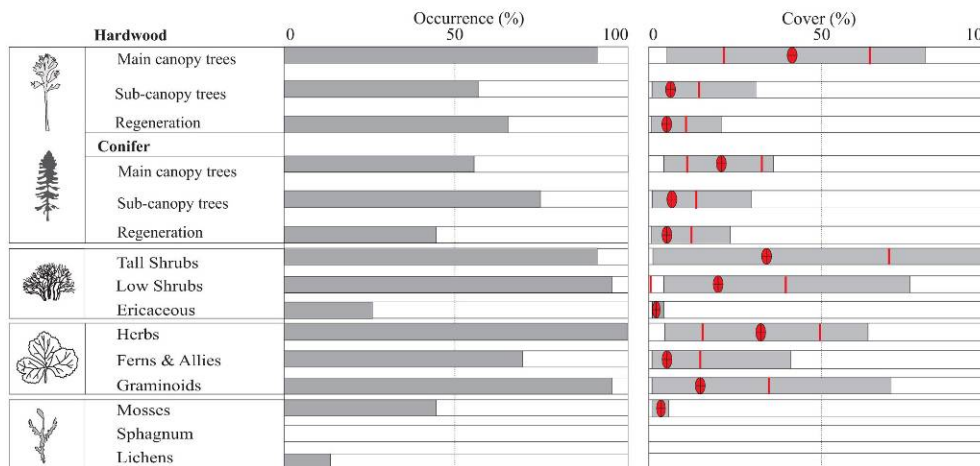 Occurrence (%) Cover (%)
Hardwood 0 50 100 0 50 100
Main canopy trees
Sub-canopy trees
Regeneration
Conifer
Main canopy trees
Sub-canopy trees
Regeneration
Tall Shrubs
Low Shrubs
Ericaceous
Herbs
Ferns & Allies
Graminoids
Mosses
Sphagnum
Lichens